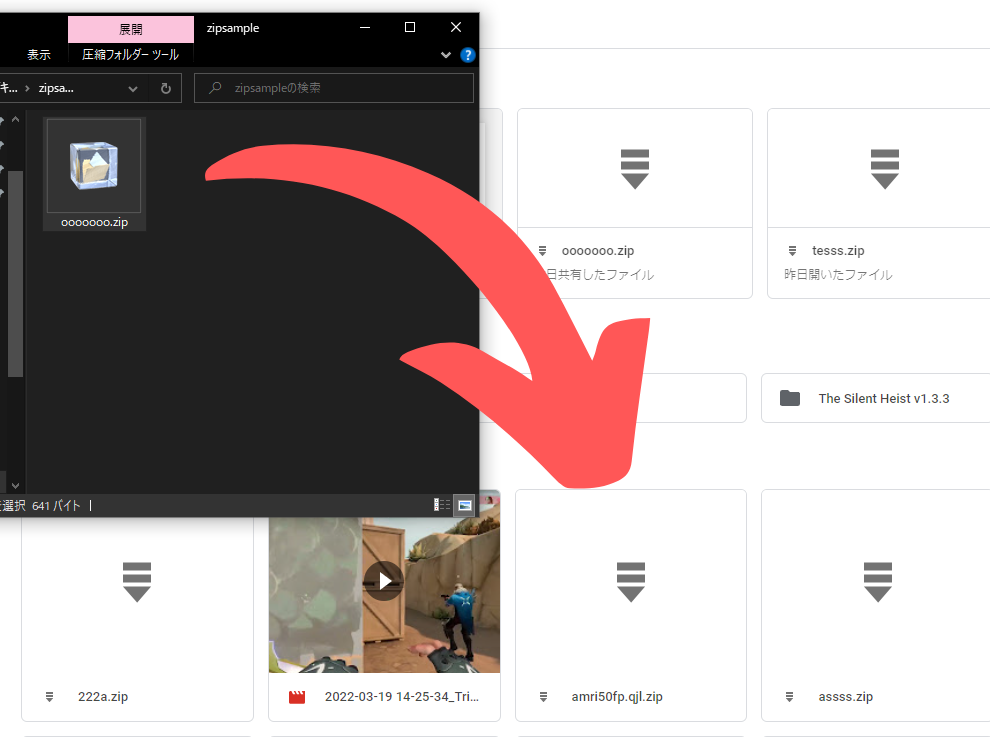 展開
zipsample
表示
圧縮フォルダー ツール
キ... › zipsa...
zipsampleの検索
ooooooo.zip
を選択 641 バイト
ooooooo.zip
日共有したファイル
tesss.zip
昨日開いたファイル
The Silent Heist v1.3.3
222a.zip
2022-03-19 14-25-34_Tri...
amri50fp.qjl.zip
assss.zip